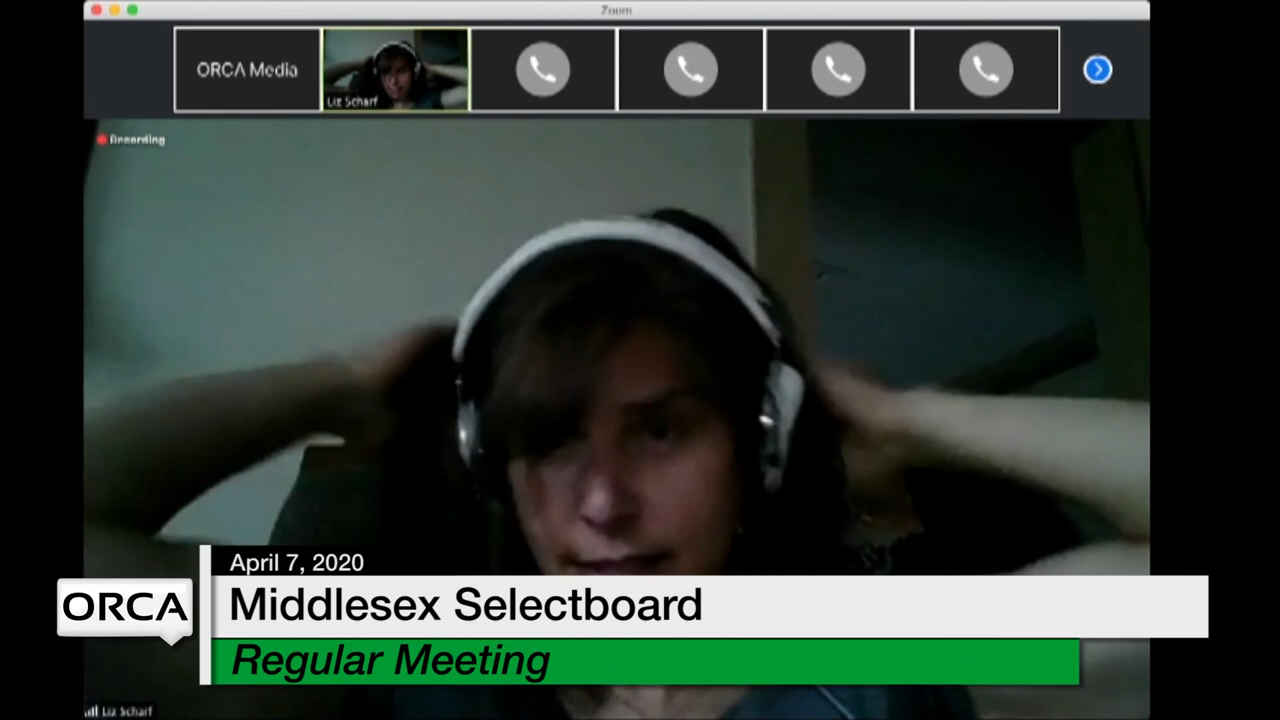 Zoom
ORCA Media
Liz Scharf
Recording
April 7, 2020
ORCA
Middlesex Selectboard
Regular Meeting
Liz Scharf